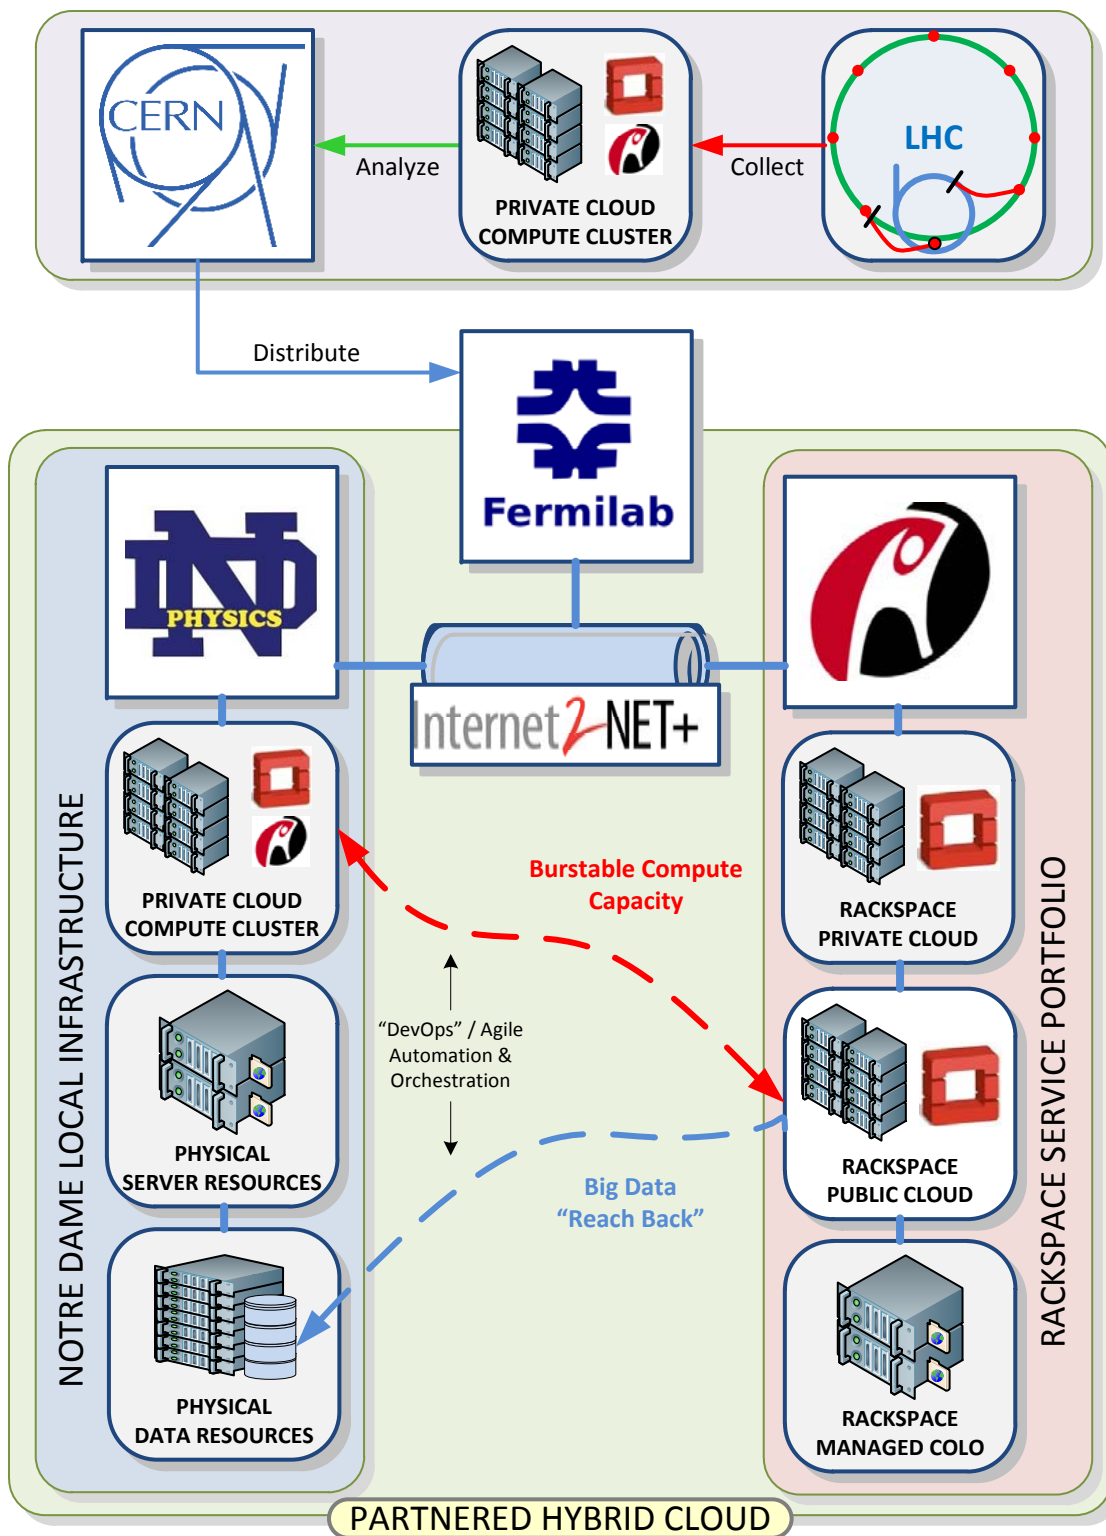 CERN
Analyze
PRIVATE CLOUD
COMPUTE CLUSTER
Collect
LHC
Distribute
Fermilab
NOTRE DAME LOCAL INFRASTRUCTURE
ND
PHYSICS
Internet2 NET+
PRIVATE CLOUD
COMPUTE CLUSTER
PHYSICAL
SERVER RESOURCES
PHYSICAL
DATA RESOURCES
Burstable Compute
Capacity
“DevOps” / Agile
Automation &
Orchestration
Big Data
“Reach Back”
RACKSPACE
PRIVATE CLOUD
RACKSPACE
PUBLIC CLOUD
RACKSPACE
MANAGED COLO
RACKSPACE SERVICE PORTFOLIO
PARTNERED HYBRID CLOUD